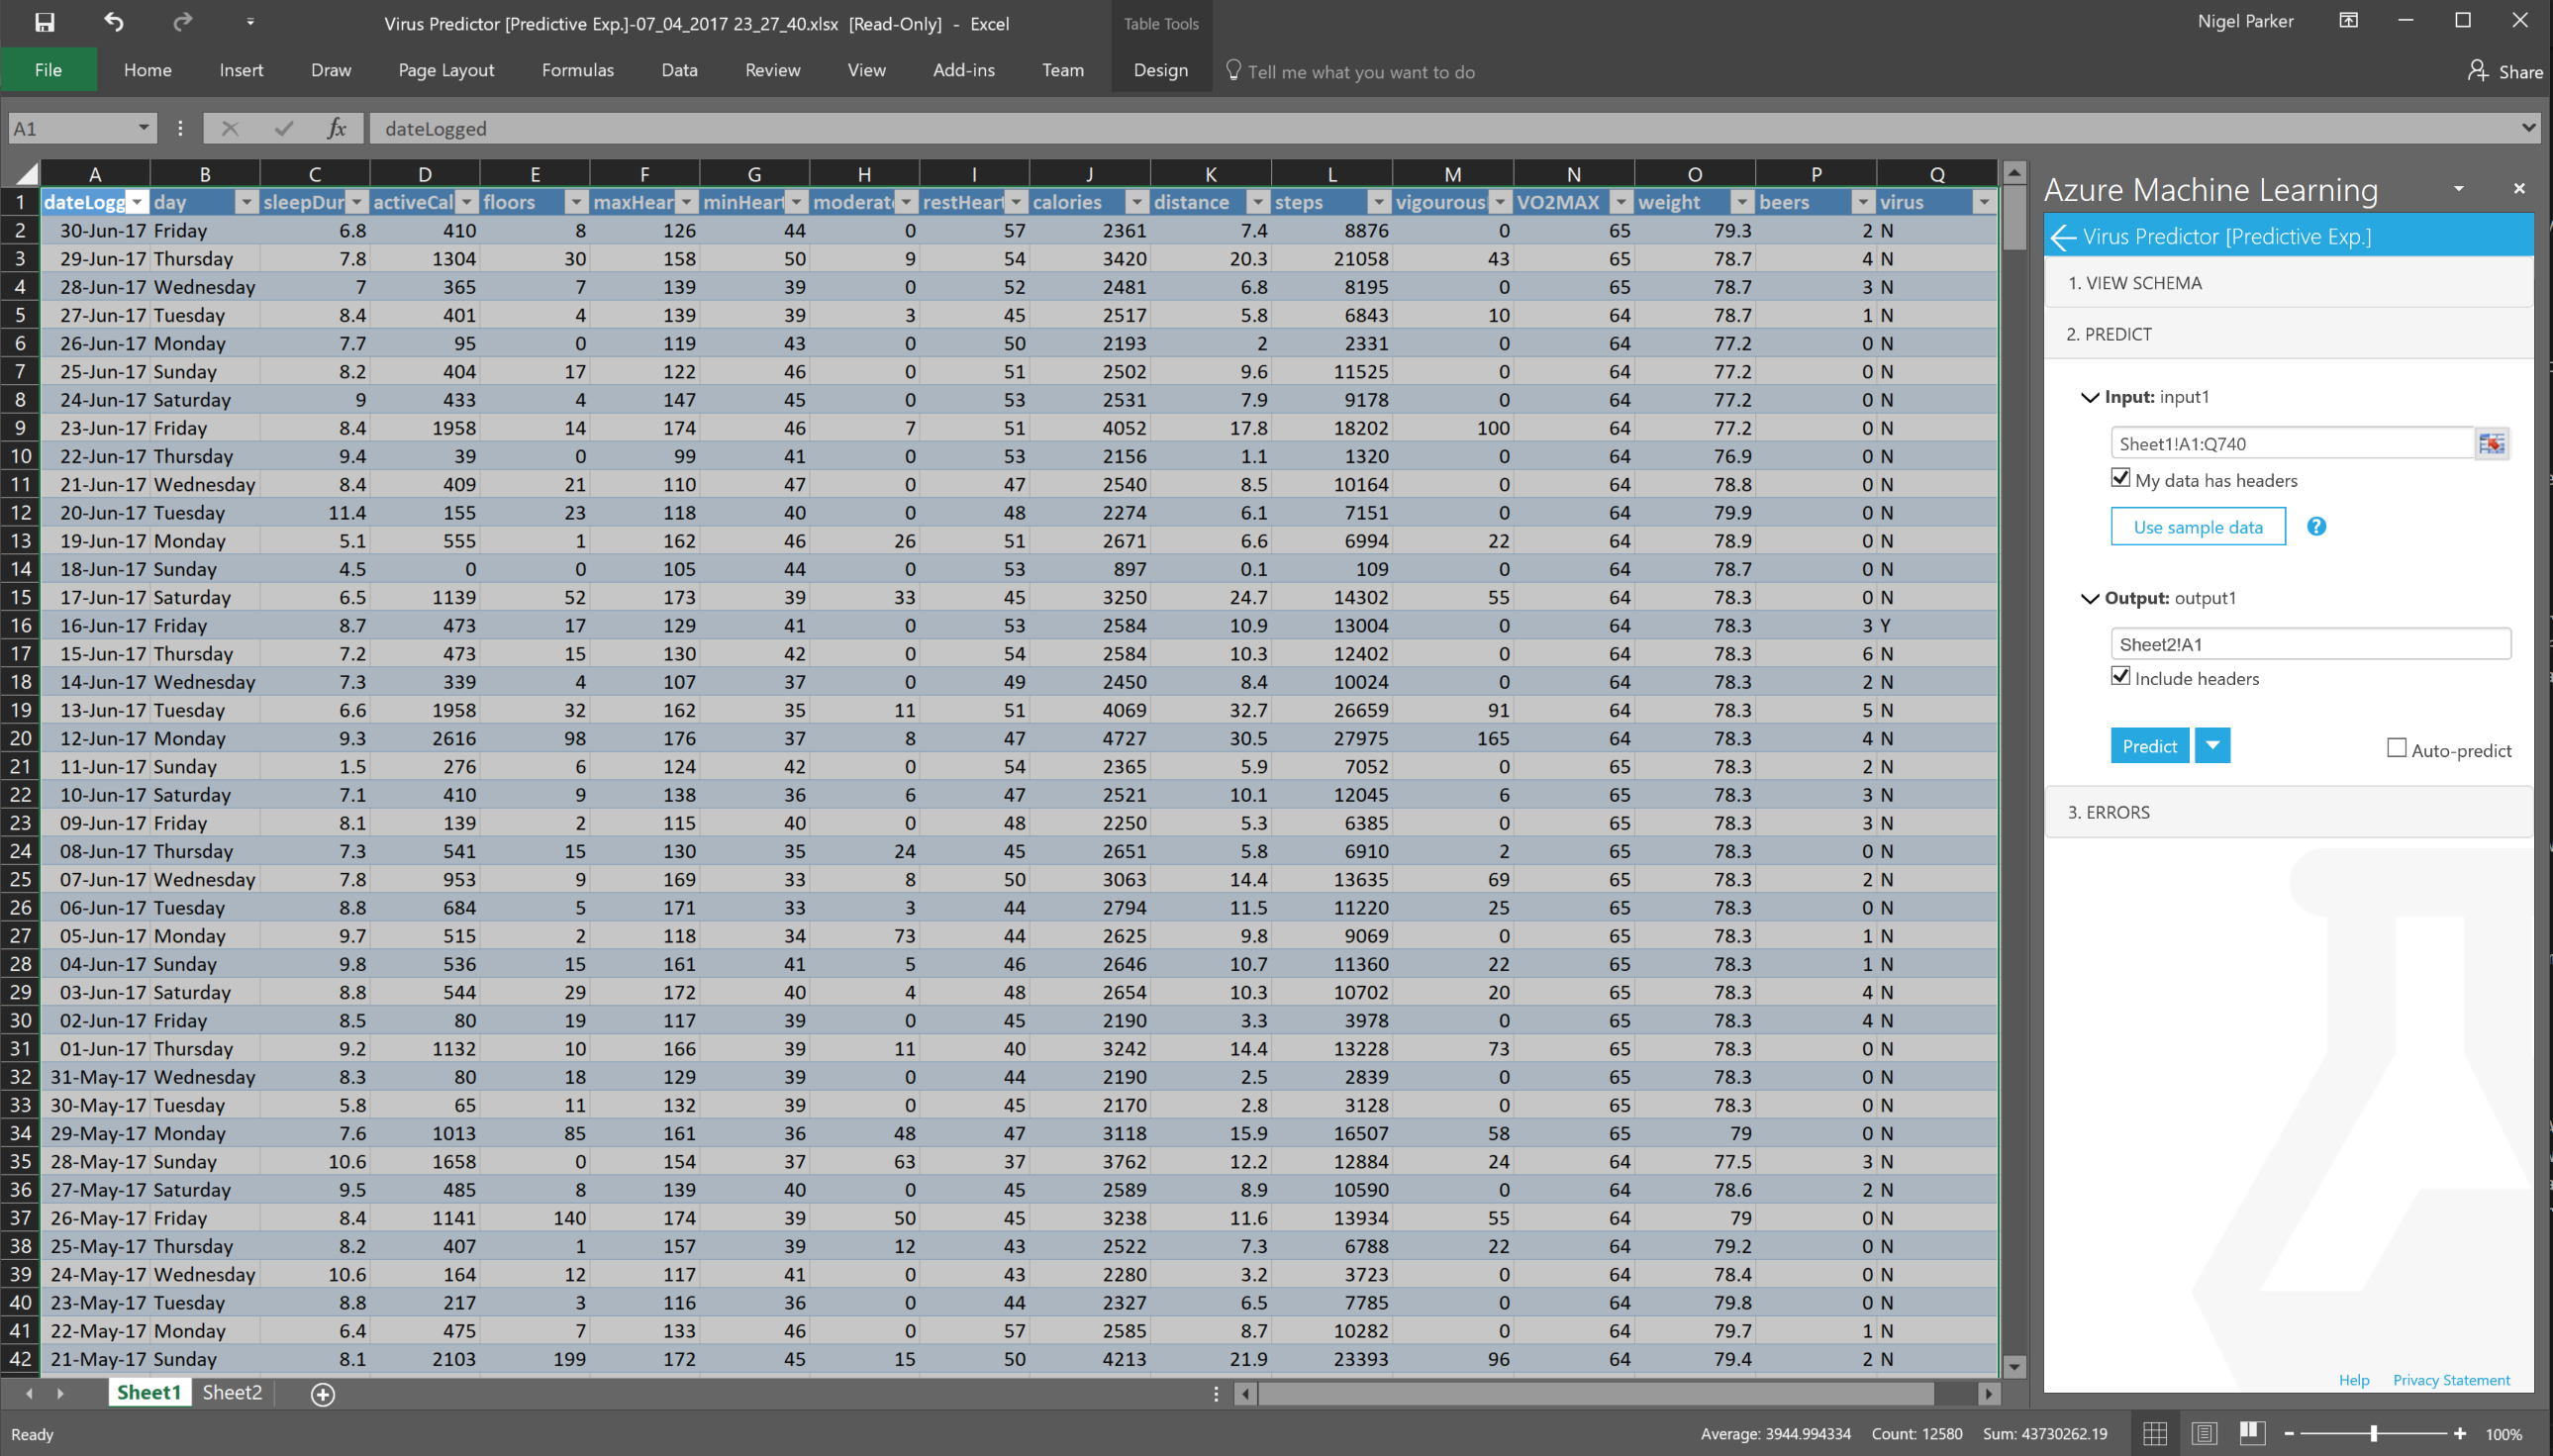 Virus Predictor [Predictive Exp.]-07_04_2017 23_27_40.xlsx [Read-Only] - Excel
Table Tools
Nigel Parker
File Home Insert Draw Page Layout Formulas Data Review View Add-ins Team Design Tell me what you want to do Share
A1 fx dateLogged
A B C D E F G H I J K L M N O P Q
1 dateLogg day sleepDur activeCal floors maxHear minHeart moderate restHeart calories distance steps vigourous VO2MAX weight beers virus
2 30-Jun-17 Friday 6.8 410 8 126 44 0 57 2361 7.4 8876 0 65 79.3 2 N
3 29-Jun-17 Thursday 7.8 1304 30 158 50 9 54 3420 20.3 21058 43 65 78.7 4 N
4 28-Jun-17 Wednesday 7 365 7 139 39 0 52 2481 6.8 8195 0 65 78.7 3 N
5 27-Jun-17 Tuesday 8.4 401 4 139 39 3 45 2517 5.8 6843 10 64 78.7 1 N
6 26-Jun-17 Monday 7.7 95 0 119 43 0 50 2193 2 2331 0 64 77.2 0 N
7 25-Jun-17 Sunday 8.2 404 17 122 46 0 51 2502 9.6 11525 0 64 77.2 0 N
8 24-Jun-17 Saturday 9 433 4 147 45 0 53 2531 7.9 9178 0 64 77.2 0 N
9 23-Jun-17 Friday 8.4 1958 14 174 46 7 51 4052 17.8 18202 100 64 77.2 0 N
10 22-Jun-17 Thursday 9.4 39 0 99 41 0 53 2156 1.1 1320 0 64 76.9 0 N
11 21-Jun-17 Wednesday 8.4 409 21 110 47 0 47 2540 8.5 10164 0 64 78.8 0 N
12 20-Jun-17 Tuesday 11.4 155 23 118 40 0 48 2274 6.1 7151 0 64 79.9 0 N
13 19-Jun-17 Monday 5.1 555 1 162 46 26 51 2671 6.6 6994 22 64 78.9 0 N
14 18-Jun-17 Sunday 4.5 0 0 105 44 0 53 897 0.1 109 0 64 78.7 0 N
15 17-Jun-17 Saturday 6.5 1139 52 173 39 33 45 3250 24.7 14302 55 64 78.3 0 N
16 16-Jun-17 Friday 8.7 473 17 129 41 0 53 2584 10.9 13004 0 64 78.3 3 Y
17 15-Jun-17 Thursday 7.2 473 15 130 42 0 54 2584 10.3 12402 0 64 78.3 6 N
18 14-Jun-17 Wednesday 7.3 339 4 107 37 0 49 2450 8.4 10024 0 64 78.3 2 N
19 13-Jun-17 Tuesday 6.6 1958 32 162 35 11 51 4069 32.7 26659 91 64 78.3 5 N
20 12-Jun-17 Monday 9.3 2616 98 176 37 8 47 4727 30.5 27975 165 64 78.3 4 N
21 11-Jun-17 Sunday 1.5 276 6 124 42 0 54 2365 5.9 7052 0 65 78.3 2 N
22 10-Jun-17 Saturday 7.1 410 9 138 36 6 47 2521 10.1 12045 6 65 78.3 3 N
23 09-Jun-17 Friday 8.1 139 2 115 40 0 48 2250 5.3 6385 0 65 78.3 3 N
24 08-Jun-17 Thursday 7.3 541 15 130 35 24 45 2651 5.8 6910 2 65 78.3 0 N
25 07-Jun-17 Wednesday 7.8 953 9 169 33 8 50 3063 14.4 13635 69 65 78.3 2 N
26 06-Jun-17 Tuesday 8.8 684 5 171 33 3 44 2794 11.5 11220 25 65 78.3 0 N
27 05-Jun-17 Monday 9.7 515 2 118 34 73 44 2625 9.8 9069 0 65 78.3 1 N
28 04-Jun-17 Sunday 9.8 536 15 161 41 5 46 2646 10.7 11360 22 65 78.3 1 N
29 03-Jun-17 Saturday 8.8 544 29 172 40 4 48 2654 10.3 10702 20 65 78.3 4 N
30 02-Jun-17 Friday 8.5 80 19 117 39 0 45 2190 3.3 3978 0 65 78.3 4 N
31 01-Jun-17 Thursday 9.2 1132 10 166 39 11 40 3242 14.4 13228 73 65 78.3 0 N
32 31-May-17 Wednesday 8.3 80 18 129 39 0 44 2190 2.5 2839 0 65 78.3 0 N
33 30-May-17 Tuesday 5.8 65 11 132 39 0 45 2170 2.8 3128 0 65 78.3 0 N
34 29-May-17 Monday 7.6 1013 85 161 36 48 47 3118 15.9 16507 58 65 79 0 N
35 28-May-17 Sunday 10.6 1658 0 154 37 63 37 3762 12.2 12884 24 64 77.5 3 N
36 27-May-17 Saturday 9.5 485 8 139 40 0 45 2589 8.9 10590 0 64 78.6 2 N
37 26-May-17 Friday 8.4 1141 140 174 39 50 45 3238 11.6 13934 55 64 79 0 N
38 25-May-17 Thursday 8.2 407 1 157 39 12 43 2522 7.3 6788 22 64 79.2 0 N
39 24-May-17 Wednesday 10.6 164 12 117 41 0 43 2280 3.2 3723 0 64 78.4 0 N
40 23-May-17 Tuesday 8.8 217 3 116 36 0 44 2327 6.5 7785 0 64 79.8 0 N
41 22-May-17 Monday 6.4 475 7 133 46 0 57 2585 8.7 10282 0 64 79.7 1 N
42 21-May-17 Sunday 8.1 2103 199 172 45 15 50 4213 21.9 23393 96 64 79.4 2 N
Sheet1 Sheet2
Azure Machine Learning
Virus Predictor [Predictive Exp.]
1. VIEW SCHEMA
2. PREDICT
Input: input1
Sheet1!A1:Q740
My data has headers
Use sample data ?
Output: output1
Sheet2!A1
Include headers
Predict
Auto-predict
3. ERRORS
Help Privacy Statement
Ready
Average: 3944.994334 Count: 12580 Sum: 43730262.19 100%